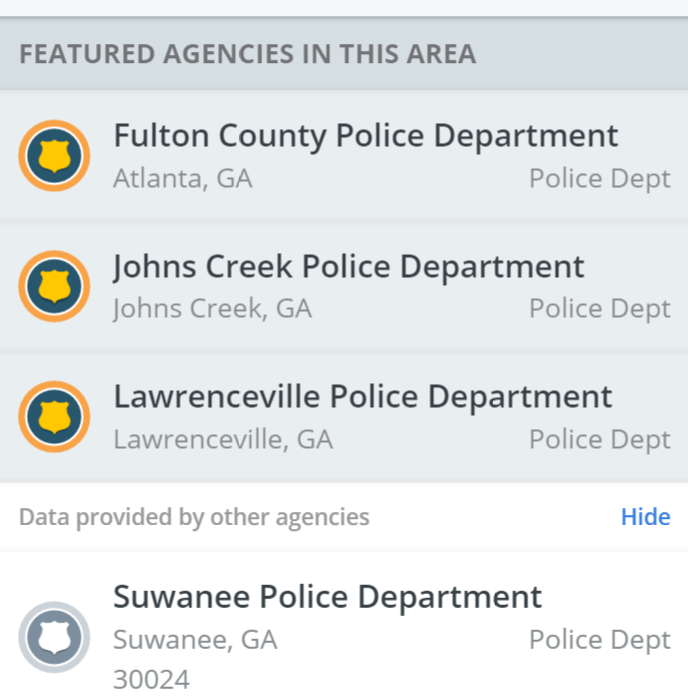 FEATURED AGENCIES IN THIS AREA
Fulton County Police Department
Atlanta, GA Police Dept
Johns Creek Police Department
Johns Creek, GA Police Dept
Lawrenceville Police Department
Lawrenceville, GA Police Dept
Data provided by other agencies Hide
Suwanee Police Department
Suwanee, GA Police Dept
30024